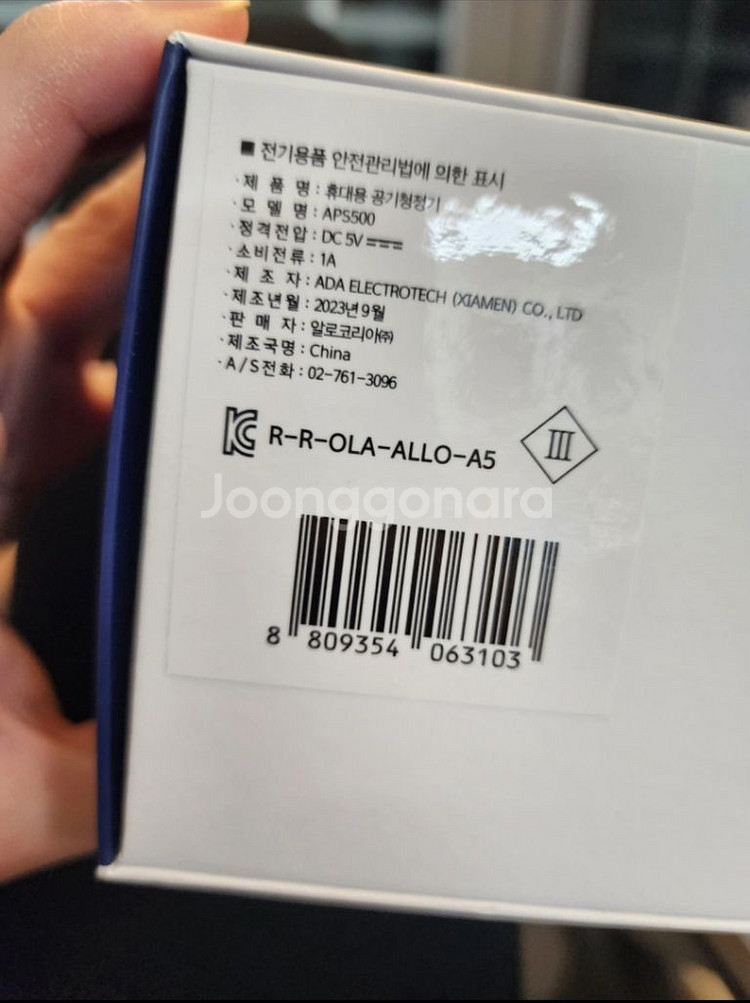 ■ 전기용품 안전관리법에 의한 표시
· 제 품 명 : 휴대용 공기청정기
· 모 델 명 : APS500
· 정격전압 : DC 5V ⎓
· 소비전류 : 1A
· 제 조 자 : ADA ELECTROTECH (XIAMEN) CO., LTD
· 제조년월 : 2023년 9월
· 판 매 자 : 알로코리아㈜
· 제조국명 : China
· A/S전화 : 02-761-3096
KC R-R-OLA-ALLO-A5 III
Joonggonara
8 809354 063103